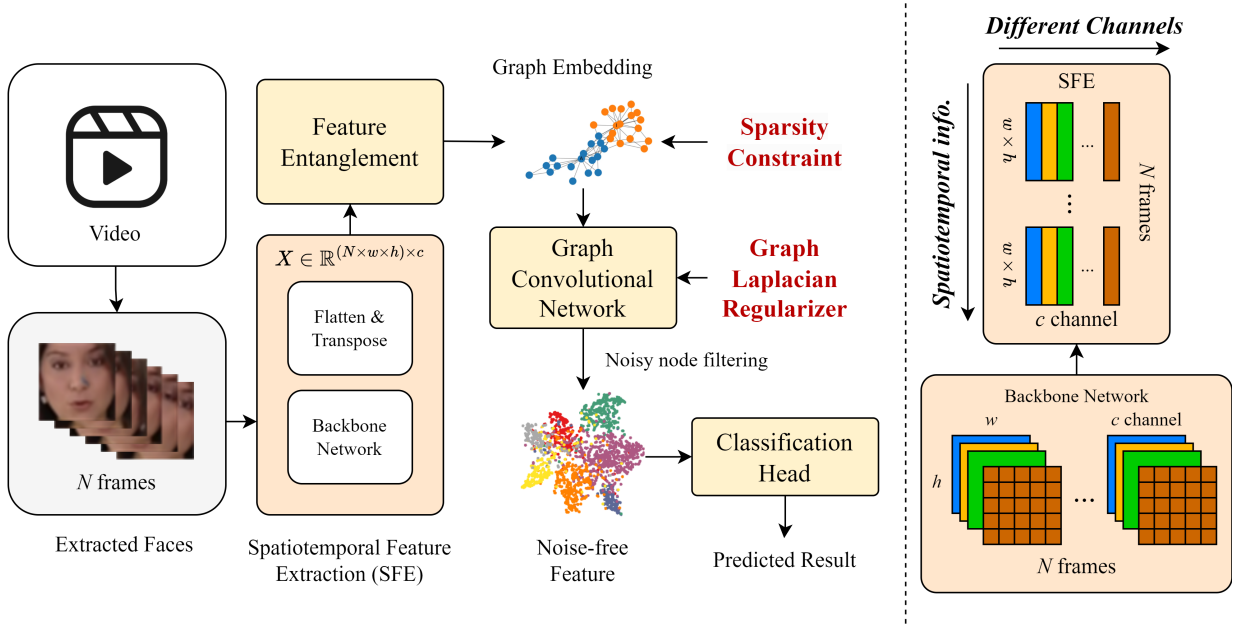 Video
N frames
Extracted Faces
X ∈ ℝ^(N×w×h)×c
Flatten &
Transpose
Backbone
Network
Spatiotemporal Feature
Extraction (SFE)
Feature
Entanglement
Graph Embedding
Sparsity
Constraint
Graph
Convolutional
Network
Graph
Laplacian
Regularizer
Noisy node filtering
Noise-free
Feature
Classification
Head
Predicted Result
Different Channels
Spatiotemporal info.
SFE
w × h
...
N frames
...
w × h
...
c channel
Backbone Network
w
c channel
h
...
N frames